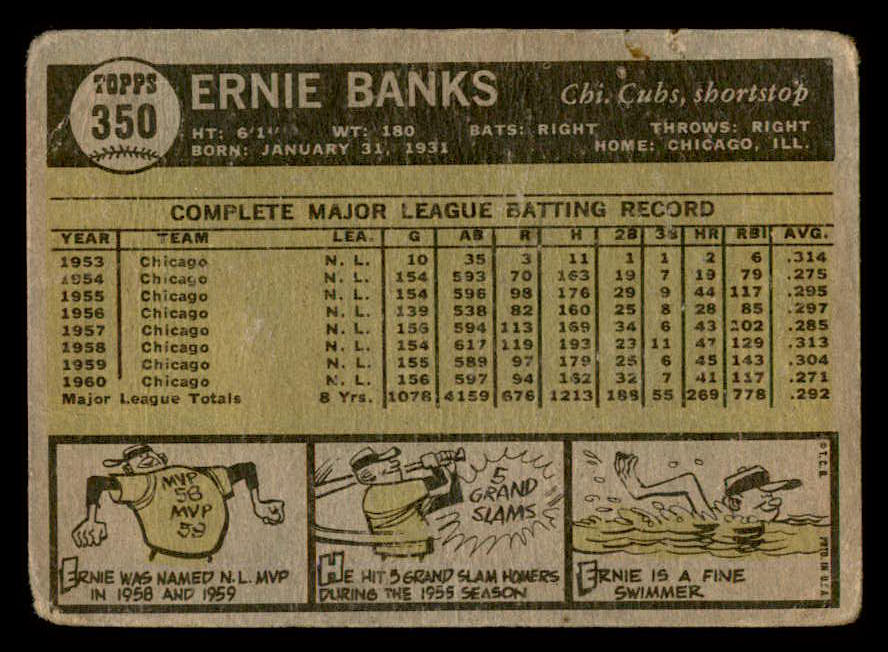 TOPPS
350
ERNIE BANKS
Chi. Cubs, shortstop
HT: 6'1" WT: 180 BATS: RIGHT THROWS: RIGHT
BORN: JANUARY 31, 1931 HOME: CHICAGO, ILL.
COMPLETE MAJOR LEAGUE BATTING RECORD
YEAR TEAM LEA. G AB R H 2B 3B HR RBI AVG.
1953 Chicago N. L. 10 35 3 11 1 1 2 6 .314
1954 Chicago N. L. 154 593 70 163 19 7 19 79 .275
1955 Chicago N. L. 154 596 98 176 29 9 44 117 .295
1956 Chicago N. L. 139 538 82 160 25 8 28 85 .297
1957 Chicago N. L. 156 594 113 169 34 6 43 102 .285
1958 Chicago N. L. 154 617 119 193 23 11 47 129 .313
1959 Chicago N. L. 155 589 97 179 25 6 45 143 .304
1960 Chicago N. L. 156 597 94 162 32 7 41 117 .271
Major League Totals 8 Yrs. 1078 4159 676 1213 188 55 269 778 .292
MVP
58
MVP
59
ERNIE WAS NAMED N.L. MVP
IN 1958 AND 1959
5
GRAND
SLAMS
HE HIT 5 GRAND SLAM HOMERS
DURING THE 1955 SEASON
ERNIE IS A FINE
SWIMMER
© T.C.G.
PRTD IN U.S.A.